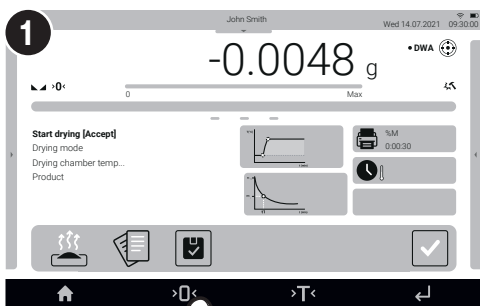 1
John Smith
Wed 14.07.2021 09:30:00
-0.0048 g
• DWA
>0<
0
Max
Start drying [Accept]
Drying mode
Drying chamber temp...
Product
%M
0:00:30
>0<
>T<